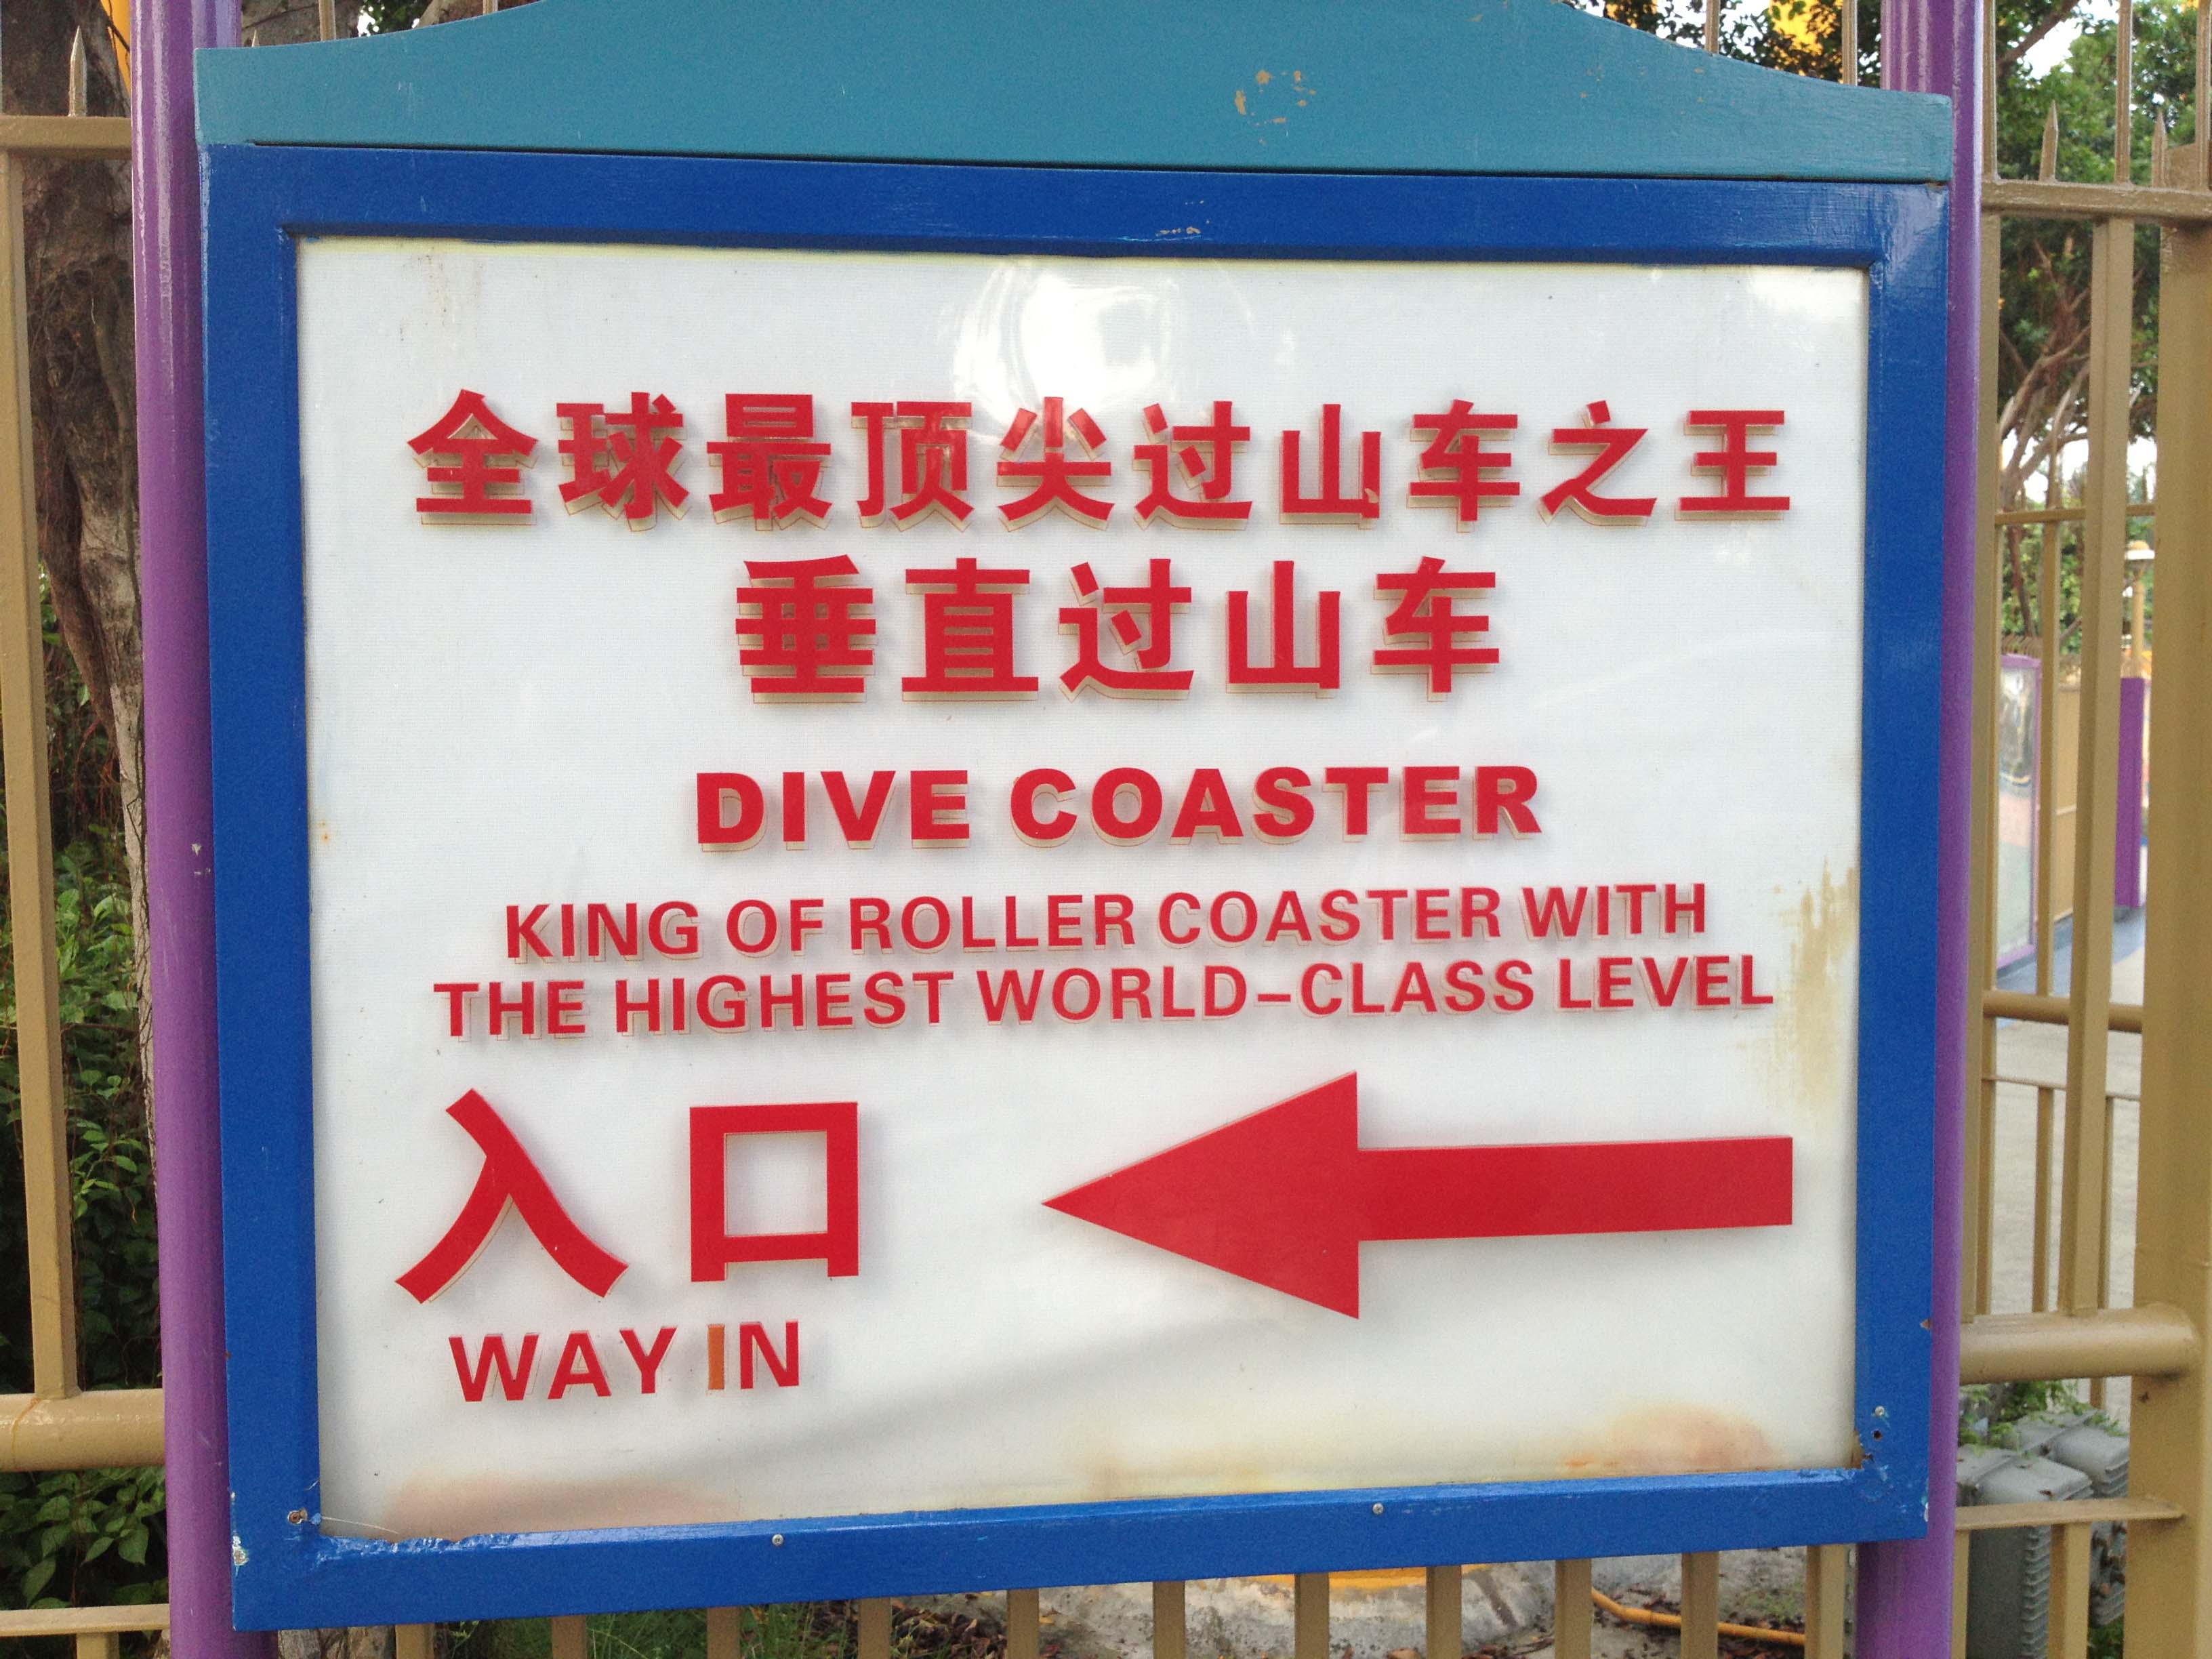 全球最顶尖过山车之王
垂直过山车
DIVE COASTER
KING OF ROLLER COASTER WITH
THE HIGHEST WORLD-CLASS LEVEL
入口
WAY IN